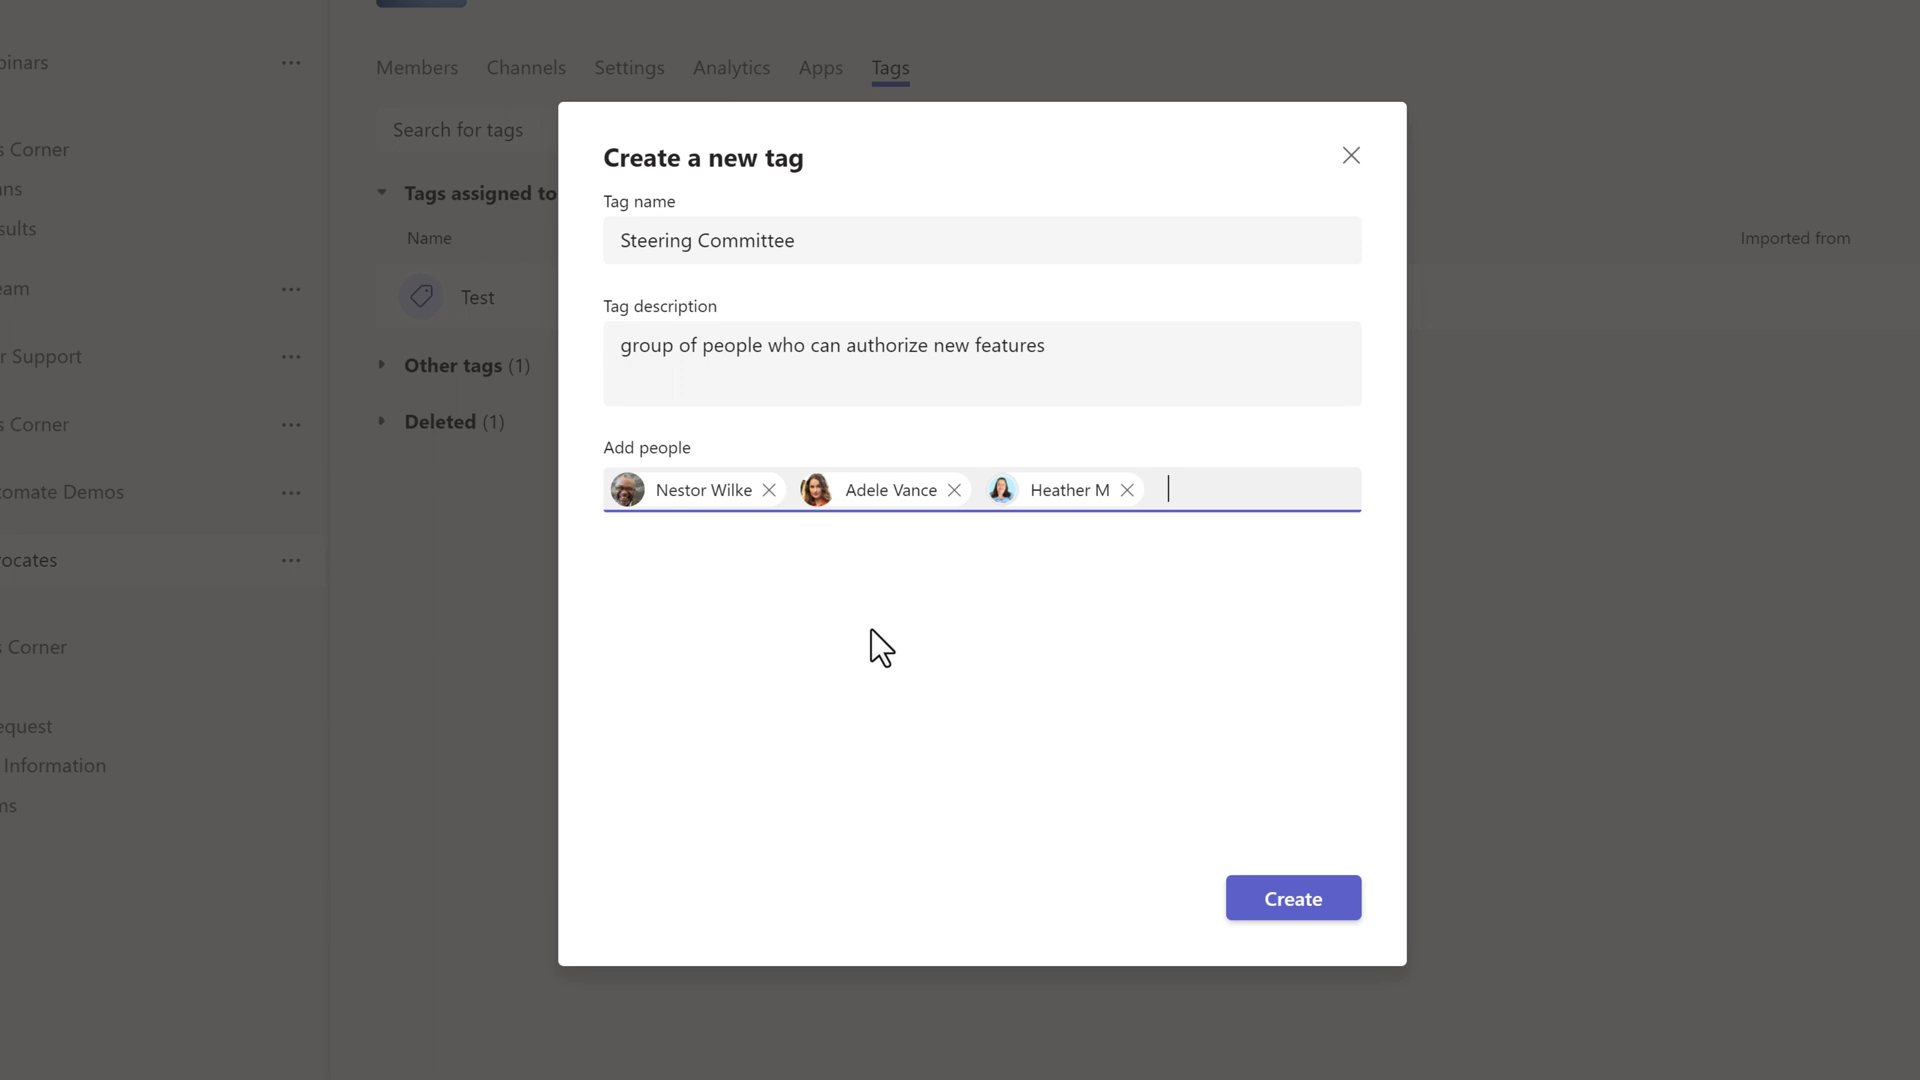 binars
s Corner
ans
sults
eam
r Support
s Corner
tomate Demos
ocates
s Corner
equest
Information
ms
Members Channels Settings Analytics Apps Tags
Search for tags
Tags assigned to
Name
Imported from
Test
Other tags (1)
Deleted (1)
Create a new tag
Tag name
Steering Committee
Tag description
group of people who can authorize new features
Add people
Nestor Wilke Adele Vance Heather M
Create